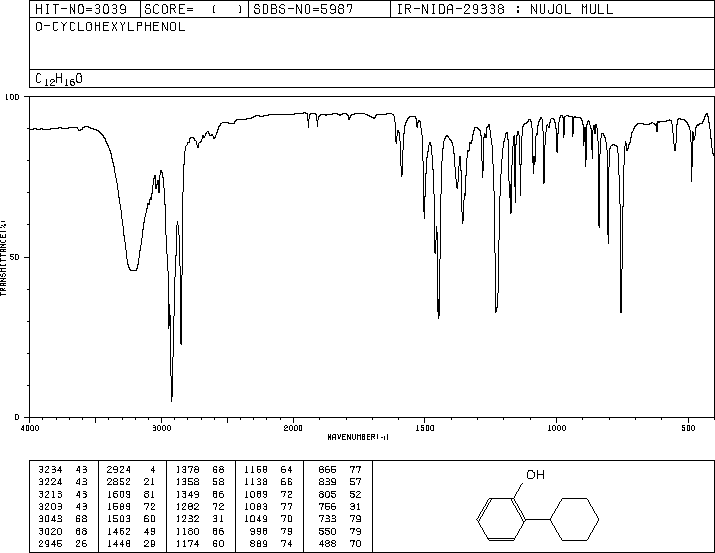 HIT-NO=3039 SCORE= ( ) SDBS-NO=5987 IR-NIDA-29338 : NUJOL MULL
O-CYCLOHEXYLPHENOL
C12H16O
100
50
0
TRANSMITTANCE(%)
4000 3000 2000 1500 1000 500
WAVENUMBER(-1)
3234 43 2924 4 1378 68 1158 64 866 77
3224 43 2852 21 1358 58 1138 66 839 57
3213 43 1609 81 1349 86 1089 72 805 52
3203 43 1589 72 1282 72 1083 77 756 31
3043 68 1503 60 1232 31 1049 70 733 79
3020 66 1462 49 1180 86 998 79 550 79
2945 26 1448 29 1174 60 889 74 488 70
OH